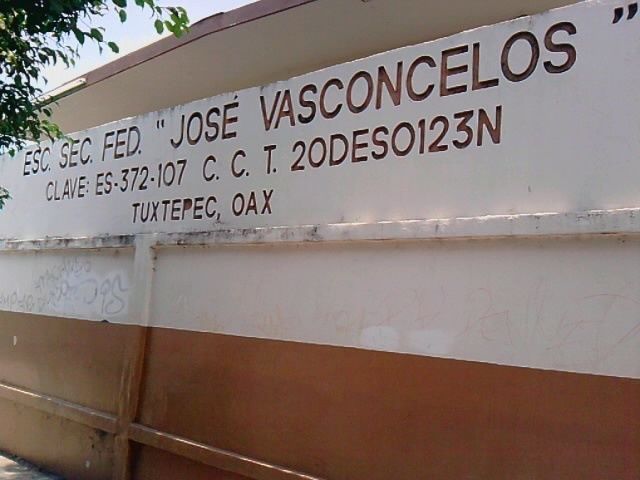 ESC. SEC. FED. "JOSÉ VASCONCELOS"
CLAVE: ES-372-107 C. C. T. 20DES0123N
TUXTEPEC, OAX